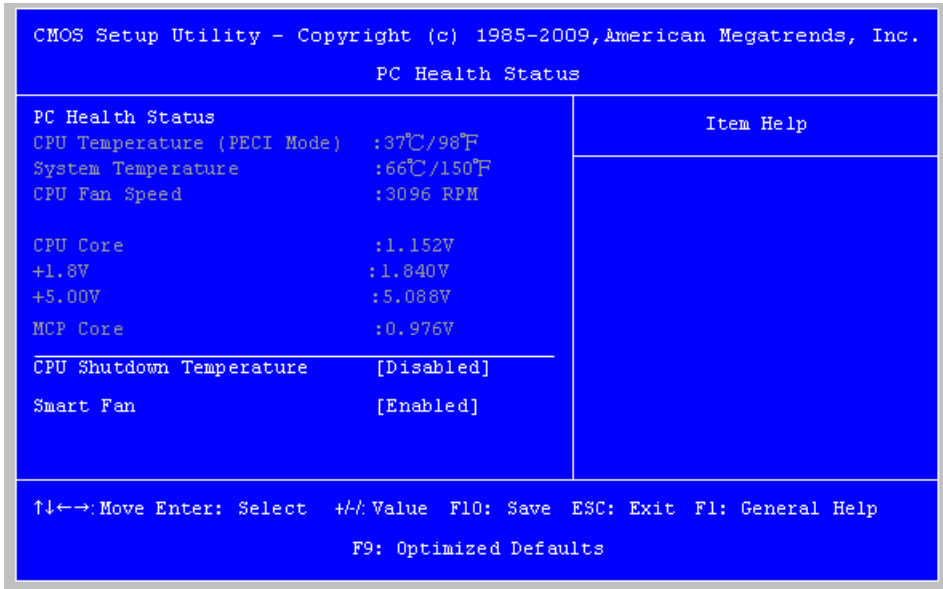 CMOS Setup Utility - Copyright (c) 1985-2009,American Megatrends, Inc.
PC Health Status
PC Health Status
CPU Temperature (PECI Mode) :37℃/98℉
System Temperature :66℃/150℉
CPU Fan Speed :3096 RPM
CPU Core :1.152V
+1.8V :1.840V
+5.00V :5.088V
MCP Core :0.976V
CPU Shutdown Temperature [Disabled]
Smart Fan [Enabled]
Item Help
↑↓←→:Move Enter: Select +/-/: Value F10: Save ESC: Exit F1: General Help
F9: Optimized Defaults